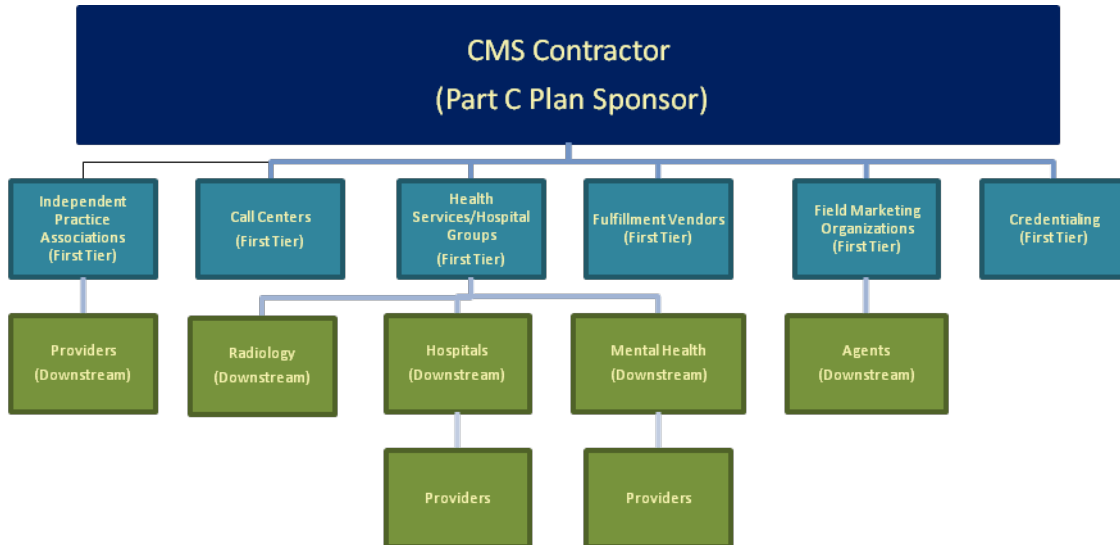 CMS Contractor
(Part C Plan Sponsor)
Independent
Practice
Associations
(First Tier)
Call Centers
(First Tier)
Health
Services/Hospital
Groups
(First Tier)
Fulfillment Vendors
(First Tier)
Field Marketing
Organizations
(First Tier)
Credentialing
(First Tier)
Providers
(Downstream)
Radiology
(Downstream)
Hospitals
(Downstream)
Mental Health
(Downstream)
Agents
(Downstream)
Providers
Providers